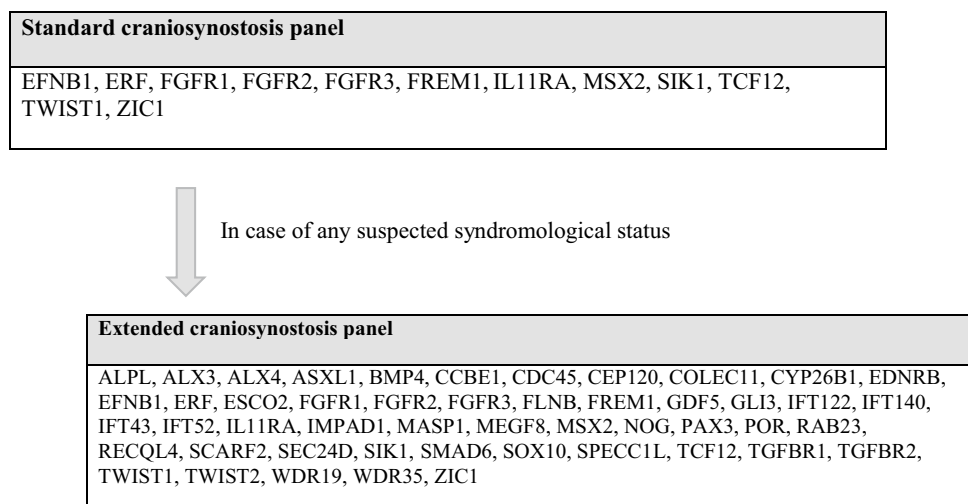 Standard craniosynostosis panel
EFNB1, ERF, FGFR1, FGFR2, FGFR3, FREM1, IL11RA, MSX2, SIK1, TCF12,
TWIST1, ZIC1
In case of any suspected syndromological status
Extended craniosynostosis panel
ALPL, ALX3, ALX4, ASXL1, BMP4, CCBE1, CDC45, CEP120, COLEC11, CYP26B1, EDNRB,
EFNB1, ERF, ESCO2, FGFR1, FGFR2, FGFR3, FLNB, FREM1, GDF5, GLI3, IFT122, IFT140,
IFT43, IFT52, IL11RA, IMPAD1, MASP1, MEGF8, MSX2, NOG, PAX3, POR, RAB23,
RECQL4, SCARF2, SEC24D, SIK1, SMAD6, SOX10, SPECC1L, TCF12, TGFBR1, TGFBR2,
TWIST1, TWIST2, WDR19, WDR35, ZIC1